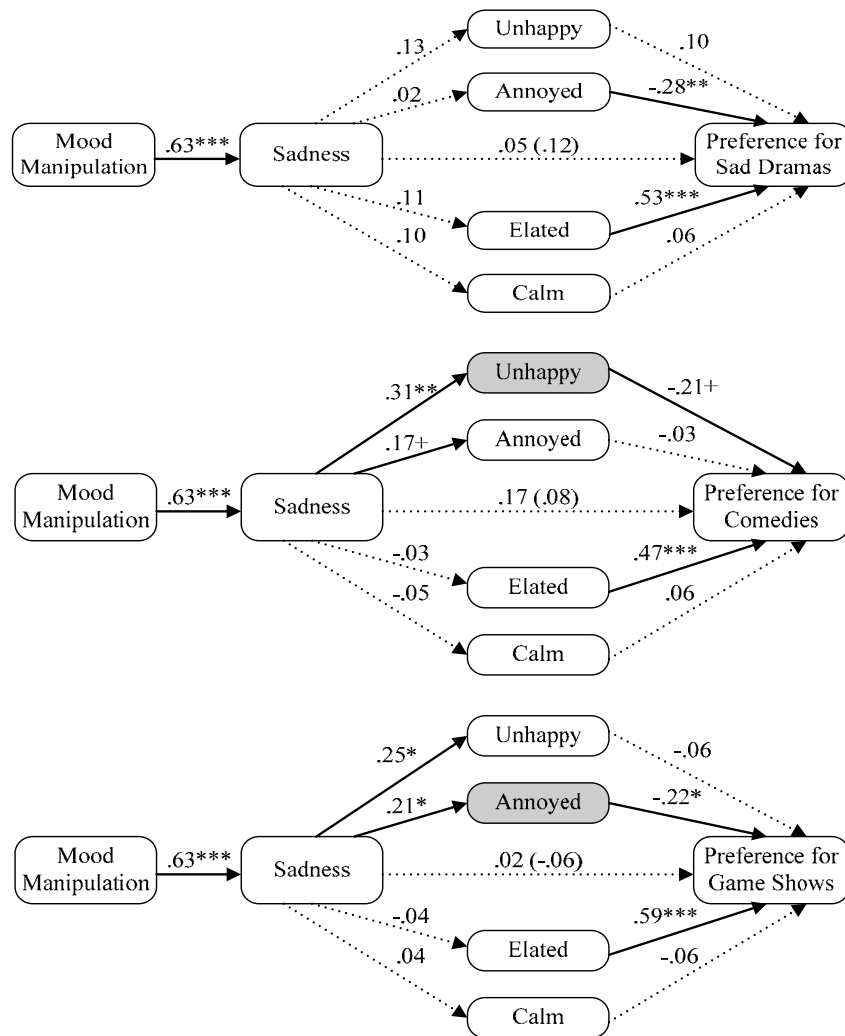 Unhappy
.13
.10
.02
Annoyed
-.28**
Mood
Manipulation
.63***
Sadness
.05 (.12)
Preference for
Sad Dramas
.11
.53***
Elated
.10
.06
Calm
Unhappy
.31**
-.21+
.17+
Annoyed
-.03
Mood
Manipulation
.63***
Sadness
.17 (.08)
Preference for
Comedies
-.03
.47***
Elated
-.05
.06
Calm
Unhappy
.25*
-.06
.21*
Annoyed
-.22*
Mood
Manipulation
.63***
Sadness
.02 (-.06)
Preference for
Game Shows
-.04
.59***
Elated
.04
-.06
Calm